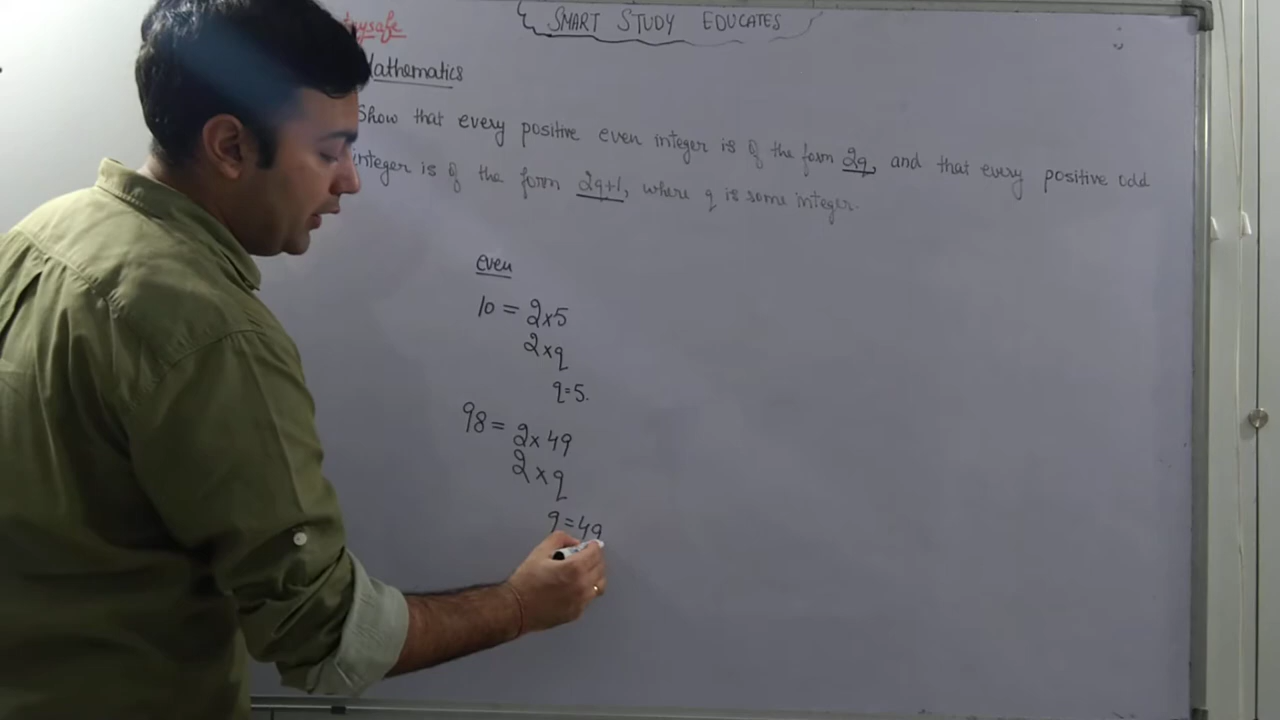 SMART STUDY EDUCATES
Mathematics
Show that every positive even integer is of the form 2q, and that every positive odd
integer is of the form 2q+1, where q is some integer.
even
10 = 2×5
2×q
q=5.
98 = 2×49
2×q
q=49